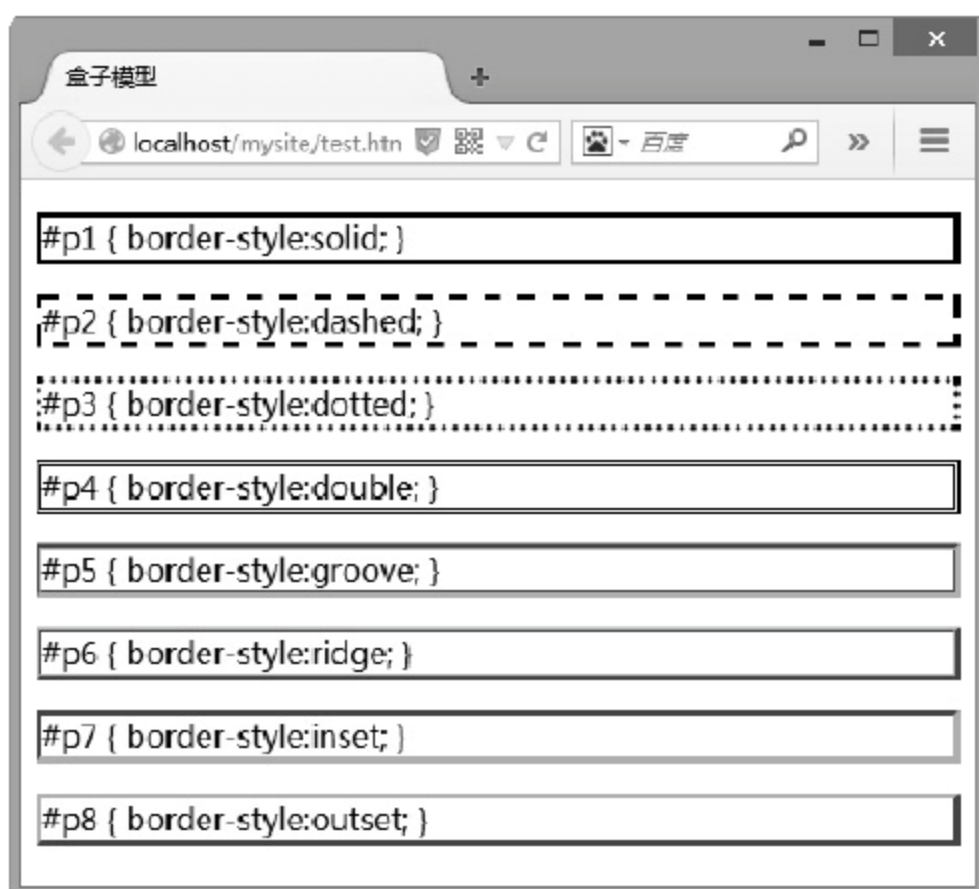 盒子模型
localhost/mysite/test.htn
百度
#p1 { border-style:solid; }
#p2 { border-style:dashed; }
#p3 { border-style:dotted; }
#p4 { border-style:double; }
#p5 { border-style:groove; }
#p6 { border-style:ridge; }
#p7 { border-style:inset; }
#p8 { border-style:outset; }